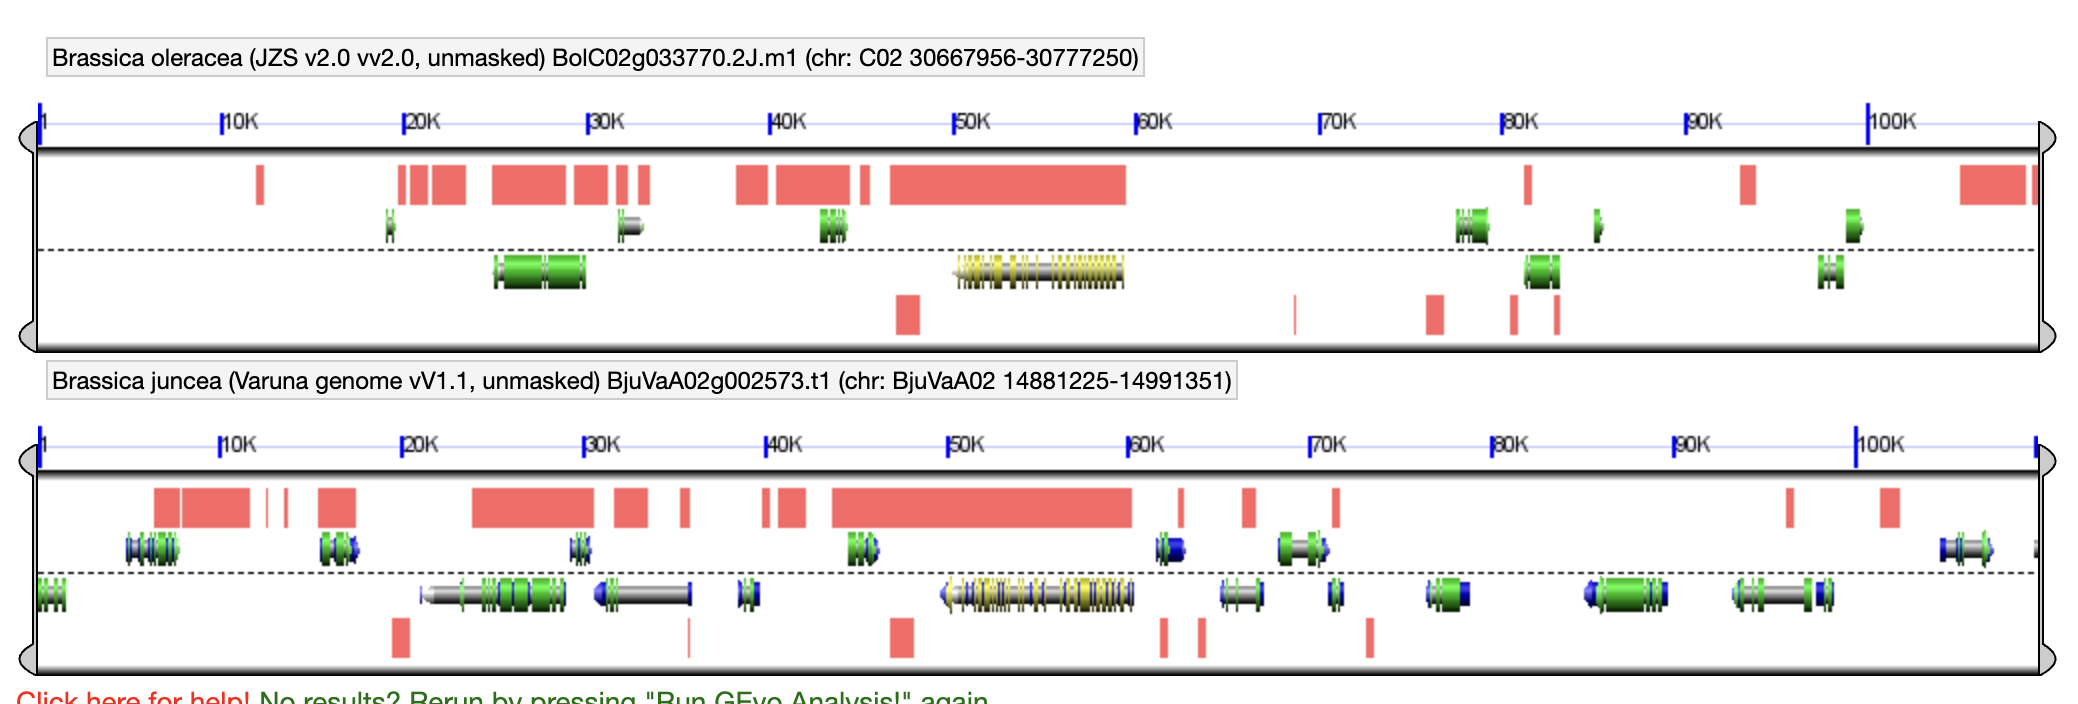 Brassica oleracea (JZS v2.0 vv2.0, unmasked) BolC02g033770.2J.m1 (chr: C02 30667956-30777250)
1 10K 20K 30K 40K 50K 60K 70K 80K 90K 100K
Brassica juncea (Varuna genome vV1.1, unmasked) BjuVaA02g002573.t1 (chr: BjuVaA02 14881225-14991351)
1 10K 20K 30K 40K 50K 60K 70K 80K 90K 100K
Click here for help! No results? Rerun by pressing "Run GEvo Analysis!" again